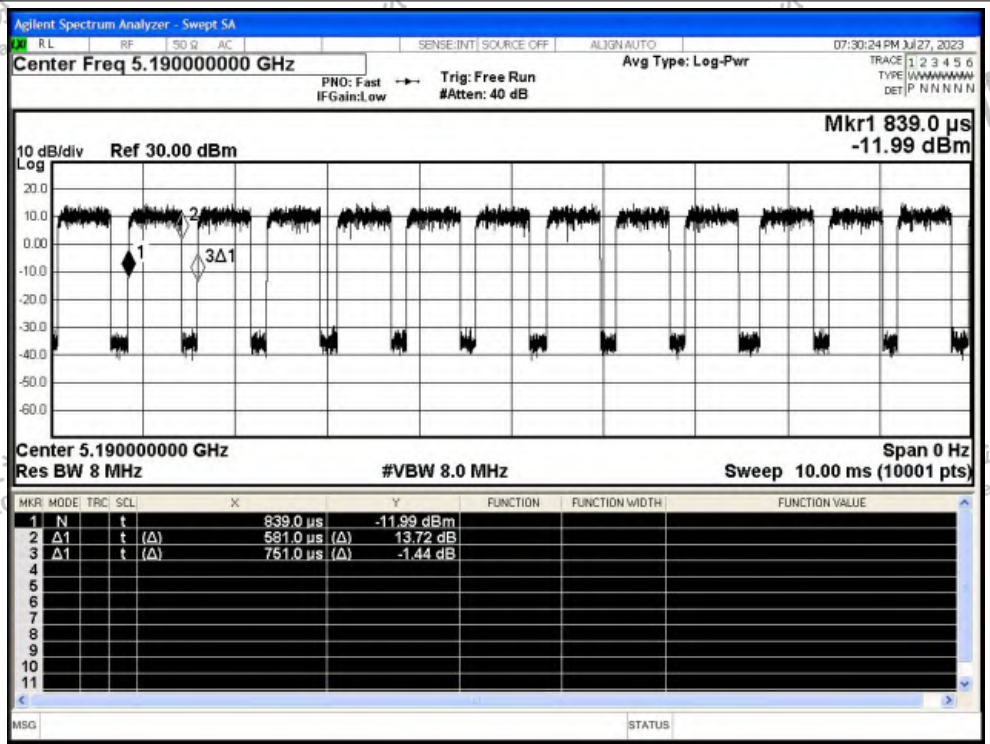 Agilent Spectrum Analyzer - Swept SA
RL RF 50 Ω AC SENSE:INT SOURCE OFF ALIGN AUTO 07:30:24 PM Jul 27, 2023
Center Freq 5.190000000 GHz Avg Type: Log-Pwr TRACE 1 2 3 4 5 6
PNO: Fast Trig: Free Run TYPE WWWWWW
IFGain:Low #Atten: 40 dB DET P N N N N N
Mkr1 839.0 µs
10 dB/div Ref 30.00 dBm -11.99 dBm
Log
20.0
10.0
2
0.00
1
3Δ1
-10.0
-20.0
-30.0
-40.0
-50.0
-60.0
Center 5.190000000 GHz Span 0 Hz
Res BW 8 MHz #VBW 8.0 MHz Sweep 10.00 ms (10001 pts)
MKR MODE TRC SCL X Y FUNCTION FUNCTION WIDTH FUNCTION VALUE
1 N t 839.0 µs -11.99 dBm
2 Δ1 t (Δ) 581.0 µs (Δ) 13.72 dB
3 Δ1 t (Δ) 751.0 µs (Δ) -1.44 dB
4
5
6
7
8
9
10
11
MSG STATUS